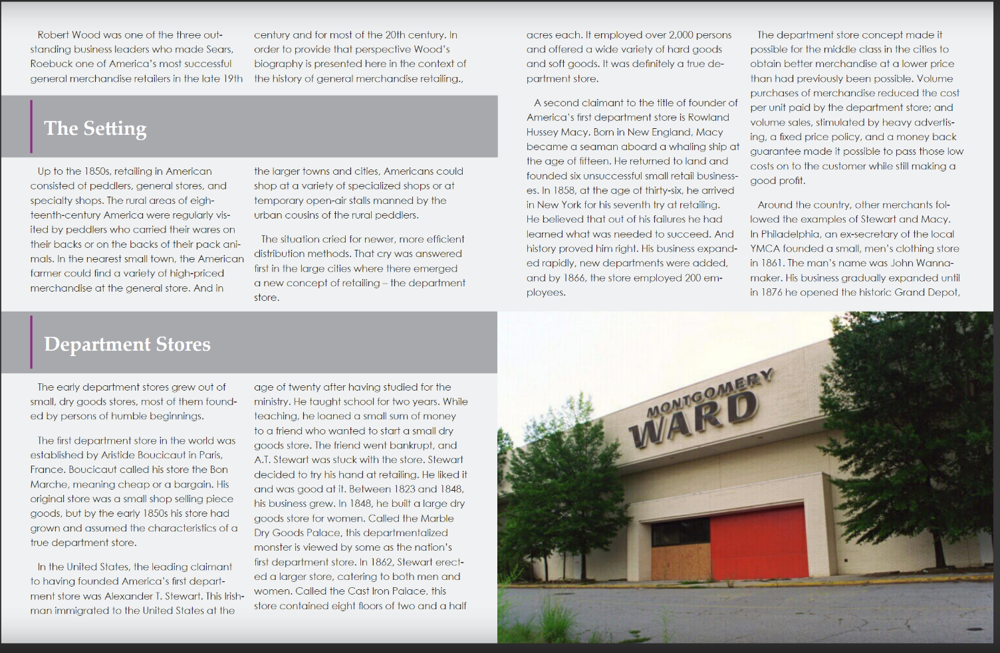 Robert Wood was one of the three out-
standing business leaders who made Sears,
Roebuck one of America's most successful
general merchandise retailers in the late 19th
century and for most of the 20th century. In
order to provide that perspective Wood's
biography is presented here in the context of
the history of general merchandise retailing.,
The Setting
Up to the 1850s, retailing in American
consisted of peddlers, general stores, and
specialty shops. The rural areas of eigh-
teenth-century America were regularly vis-
ited by peddlers who carried their wares on
their backs or on the backs of their pack ani-
mals. In the nearest small town, the American
farmer could find a variety of high-priced
merchandise at the general store. And in
the larger towns and cities, Americans could
shop at a variety of specialized shops or at
temporary open-air stalls manned by the
urban cousins of the rural peddlers.
The situation cried for newer, more efficient
distribution methods. That cry was answered
first in the large cities where there emerged
a new concept of retailing – the department
store.
Department Stores
The early department stores grew out of
small, dry goods stores, most of them found-
ed by persons of humble beginnings.
The first department store in the world was
established by Aristide Boucicaut in Paris,
France. Boucicaut called his store the Bon
Marche, meaning cheap or a bargain. His
original store was a small shop selling piece
goods, but by the early 1850s his store had
grown and assumed the characteristics of a
true department store.
In the United States, the leading claimant
to having founded America's first depart-
ment store was Alexander T. Stewart. This Irish-
man immigrated to the United States at the
age of twenty after having studied for the
ministry. He taught school for two years. While
teaching, he loaned a small sum of money
to a friend who wanted to start a small dry
goods store. The friend went bankrupt, and
A.T. Stewart was stuck with the store. Stewart
decided to try his hand at retailing. He liked it
and was good at it. Between 1823 and 1848,
his business grew. In 1848, he built a large dry
goods store for women. Called the Marble
Dry Goods Palace, this departmentalized
monster is viewed by some as the nation's
first department store. In 1862, Stewart erect-
ed a larger store, catering to both men and
women. Called the Cast Iron Palace, this
store contained eight floors of two and a half
acres each. It employed over 2,000 persons
and offered a wide variety of hard goods
and soft goods. It was definitely a true de-
partment store.
A second claimant to the title of founder of
America's first department store is Rowland
Hussey Macy. Born in New England, Macy
became a seaman aboard a whaling ship at
the age of fifteen. He returned to land and
founded six unsuccessful small retail business-
es. In 1858, at the age of thirty-six, he arrived
in New York for his seventh try at retailing.
He believed that out of his failures he had
learned what was needed to succeed. And
history proved him right. His business expand-
ed rapidly, new departments were added,
and by 1866, the store employed 200 em-
ployees.
The department store concept made it
possible for the middle class in the cities to
obtain better merchandise at a lower price
than had previously been possible. Volume
purchases of merchandise reduced the cost
per unit paid by the department store; and
volume sales, stimulated by heavy advertis-
ing, a fixed price policy, and a money back
guarantee made it possible to pass those low
costs on to the customer while still making a
good profit.
Around the country, other merchants fol-
lowed the examples of Stewart and Macy.
In Philadelphia, an ex-secretary of the local
YMCA founded a small, men's clothing store
in 1861. The man's name was John Wanna-
maker. His business gradually expanded until
in 1876 he opened the historic Grand Depot,
MONTGOMERY
WARD